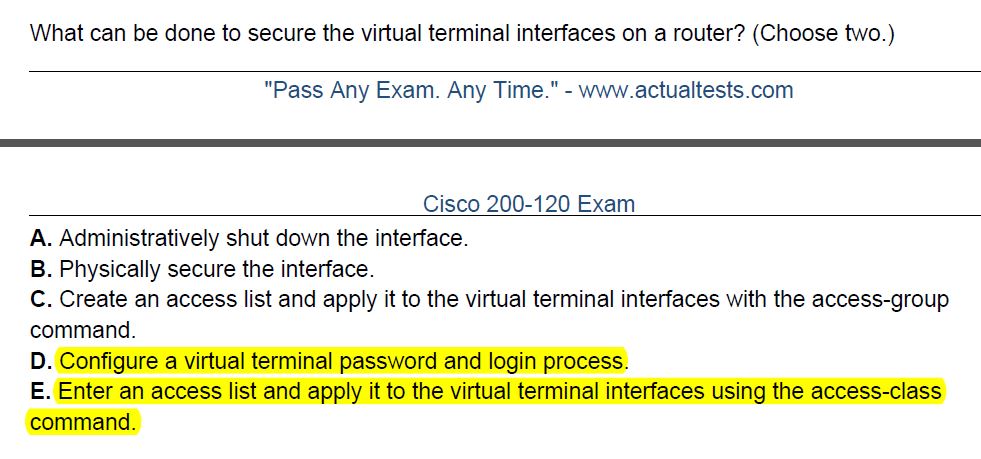 What can be done to secure the virtual terminal interfaces on a router? (Choose two.)
"Pass Any Exam. Any Time." - www.actualtests.com
Cisco 200-120 Exam
A. Administratively shut down the interface.
B. Physically secure the interface.
C. Create an access list and apply it to the virtual terminal interfaces with the access-group
command.
D. Configure a virtual terminal password and login process.
E. Enter an access list and apply it to the virtual terminal interfaces using the access-class
command.